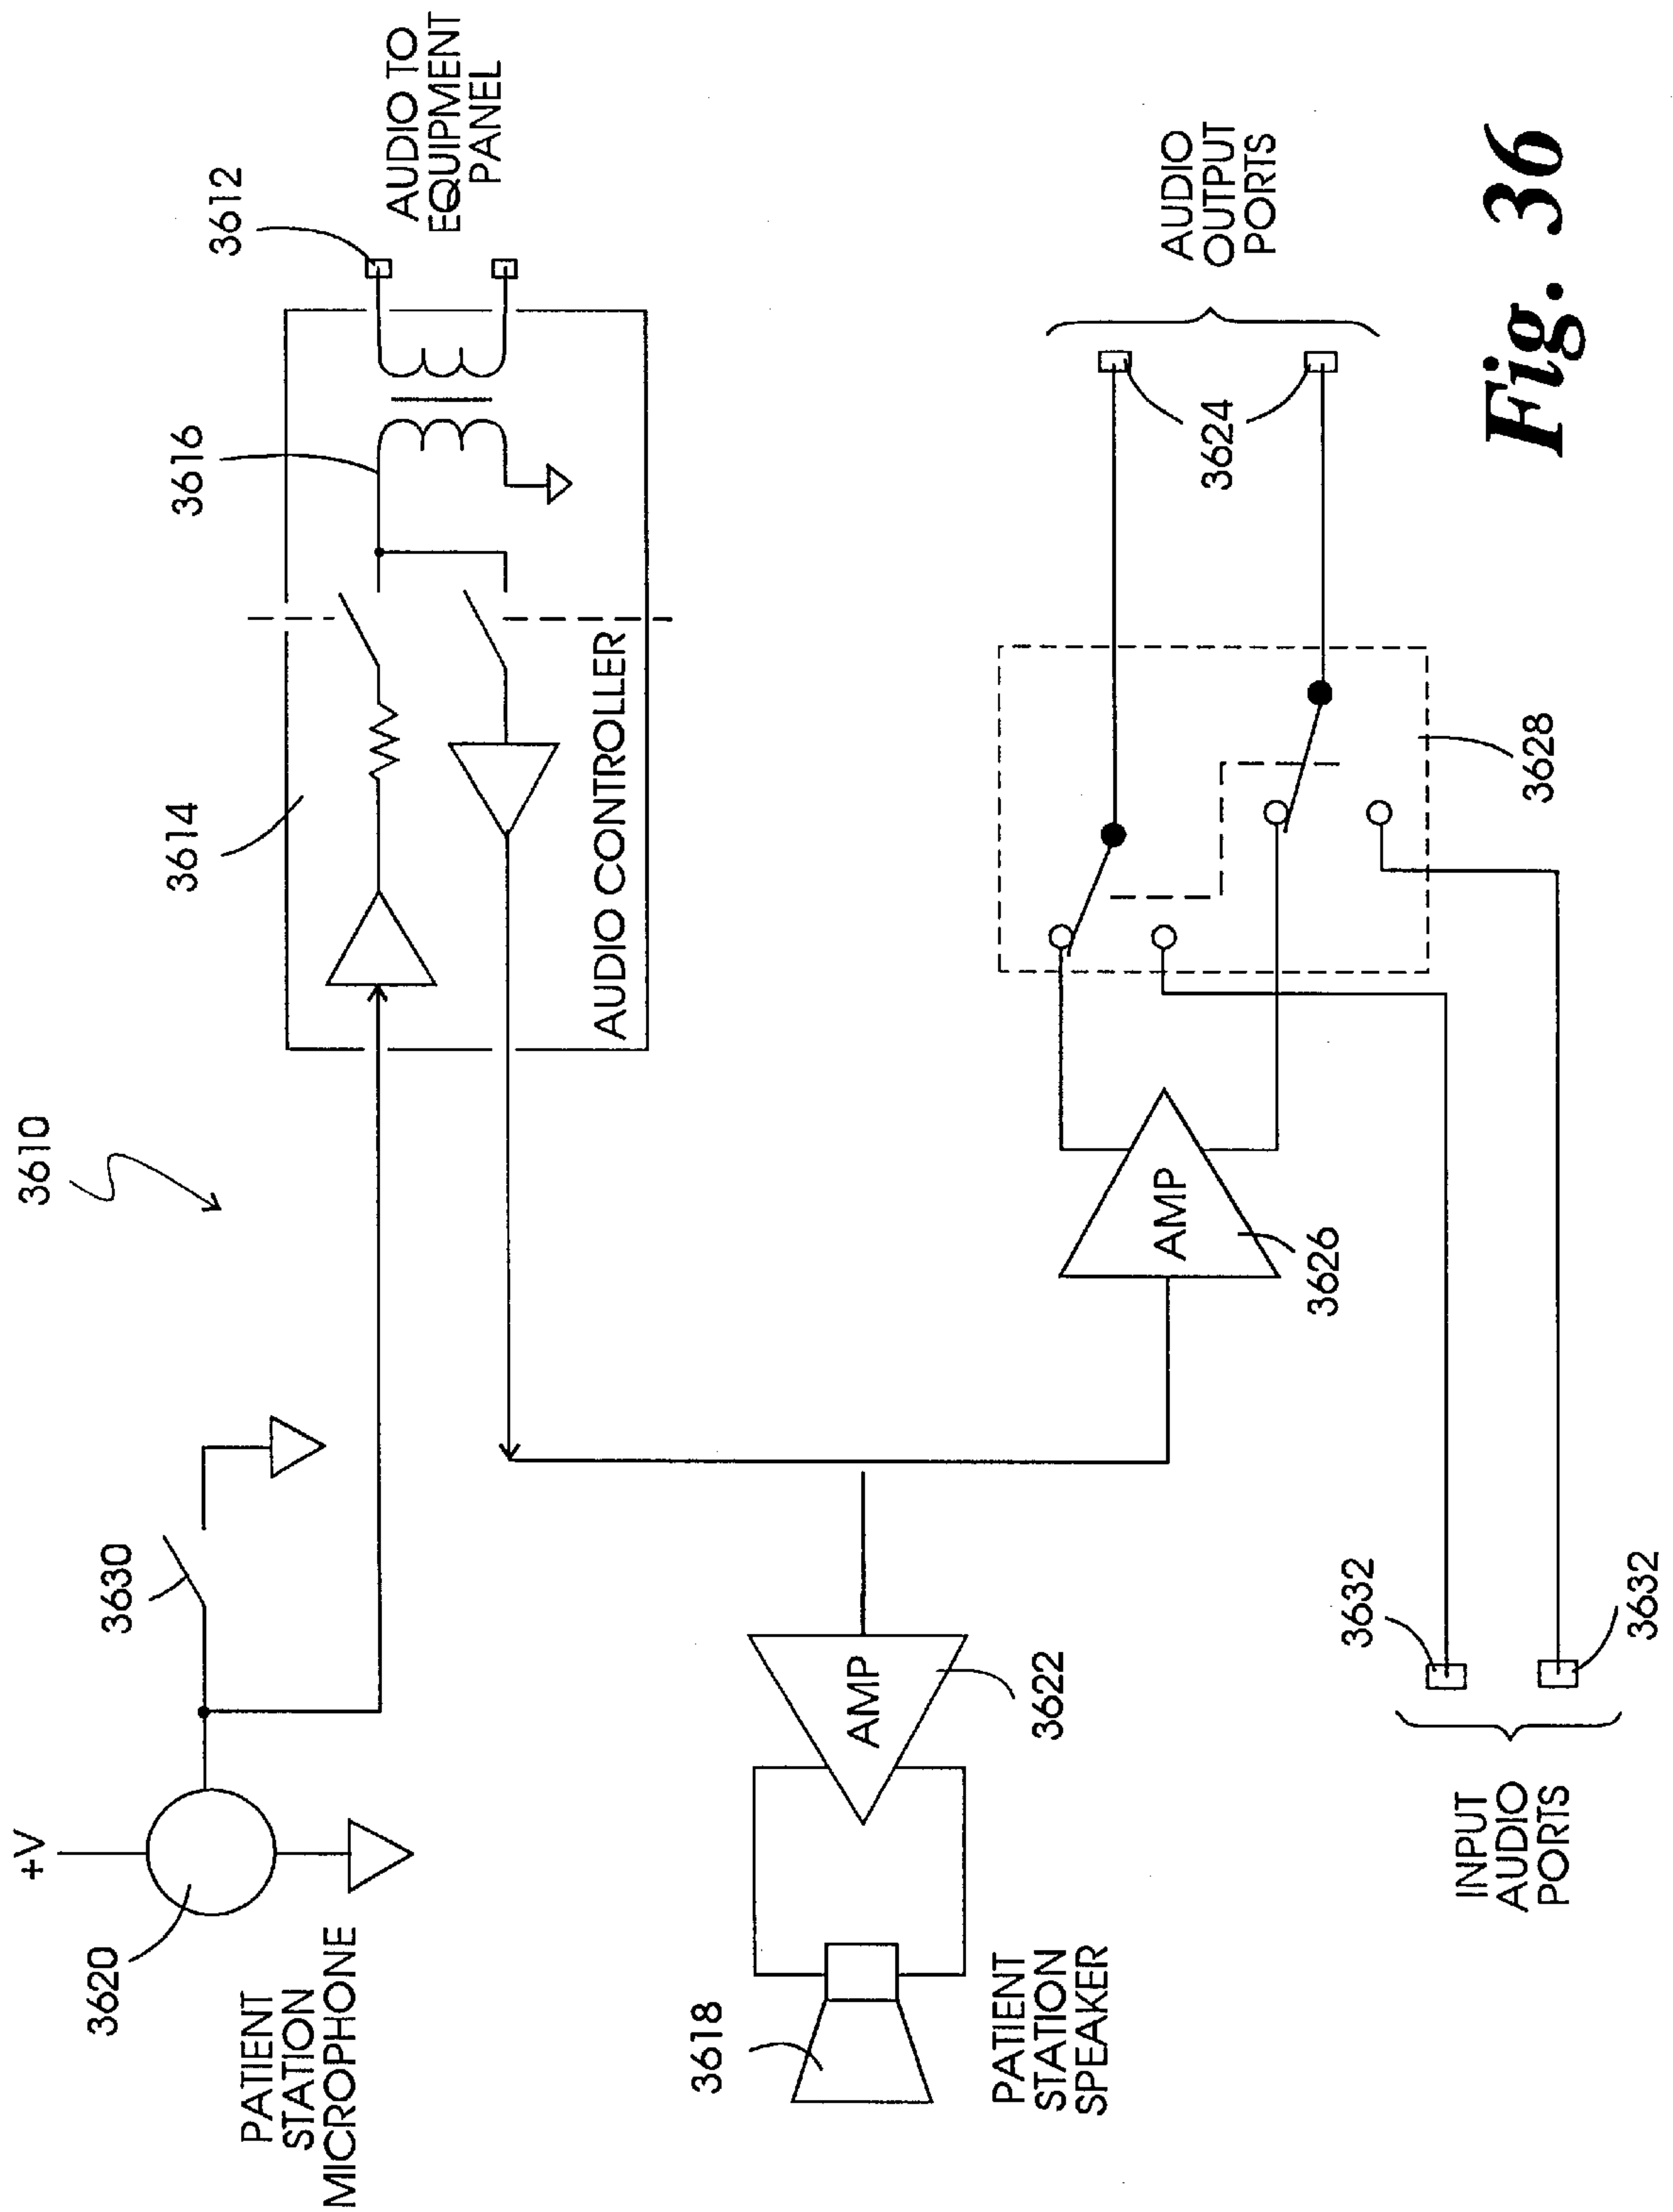 3610
+V
3620
PATIENT
STATION
MICROPHONE
3630
3614
3616
3612
AUDIO TO
EQUIPMENT
PANEL
AUDIO CONTROLLER
3618
PATIENT
STATION
SPEAKER
AMP
3622
AMP
3626
3628
3624
AUDIO
OUTPUT
PORTS
INPUT
AUDIO
PORTS
3632
3632
Fig. 36